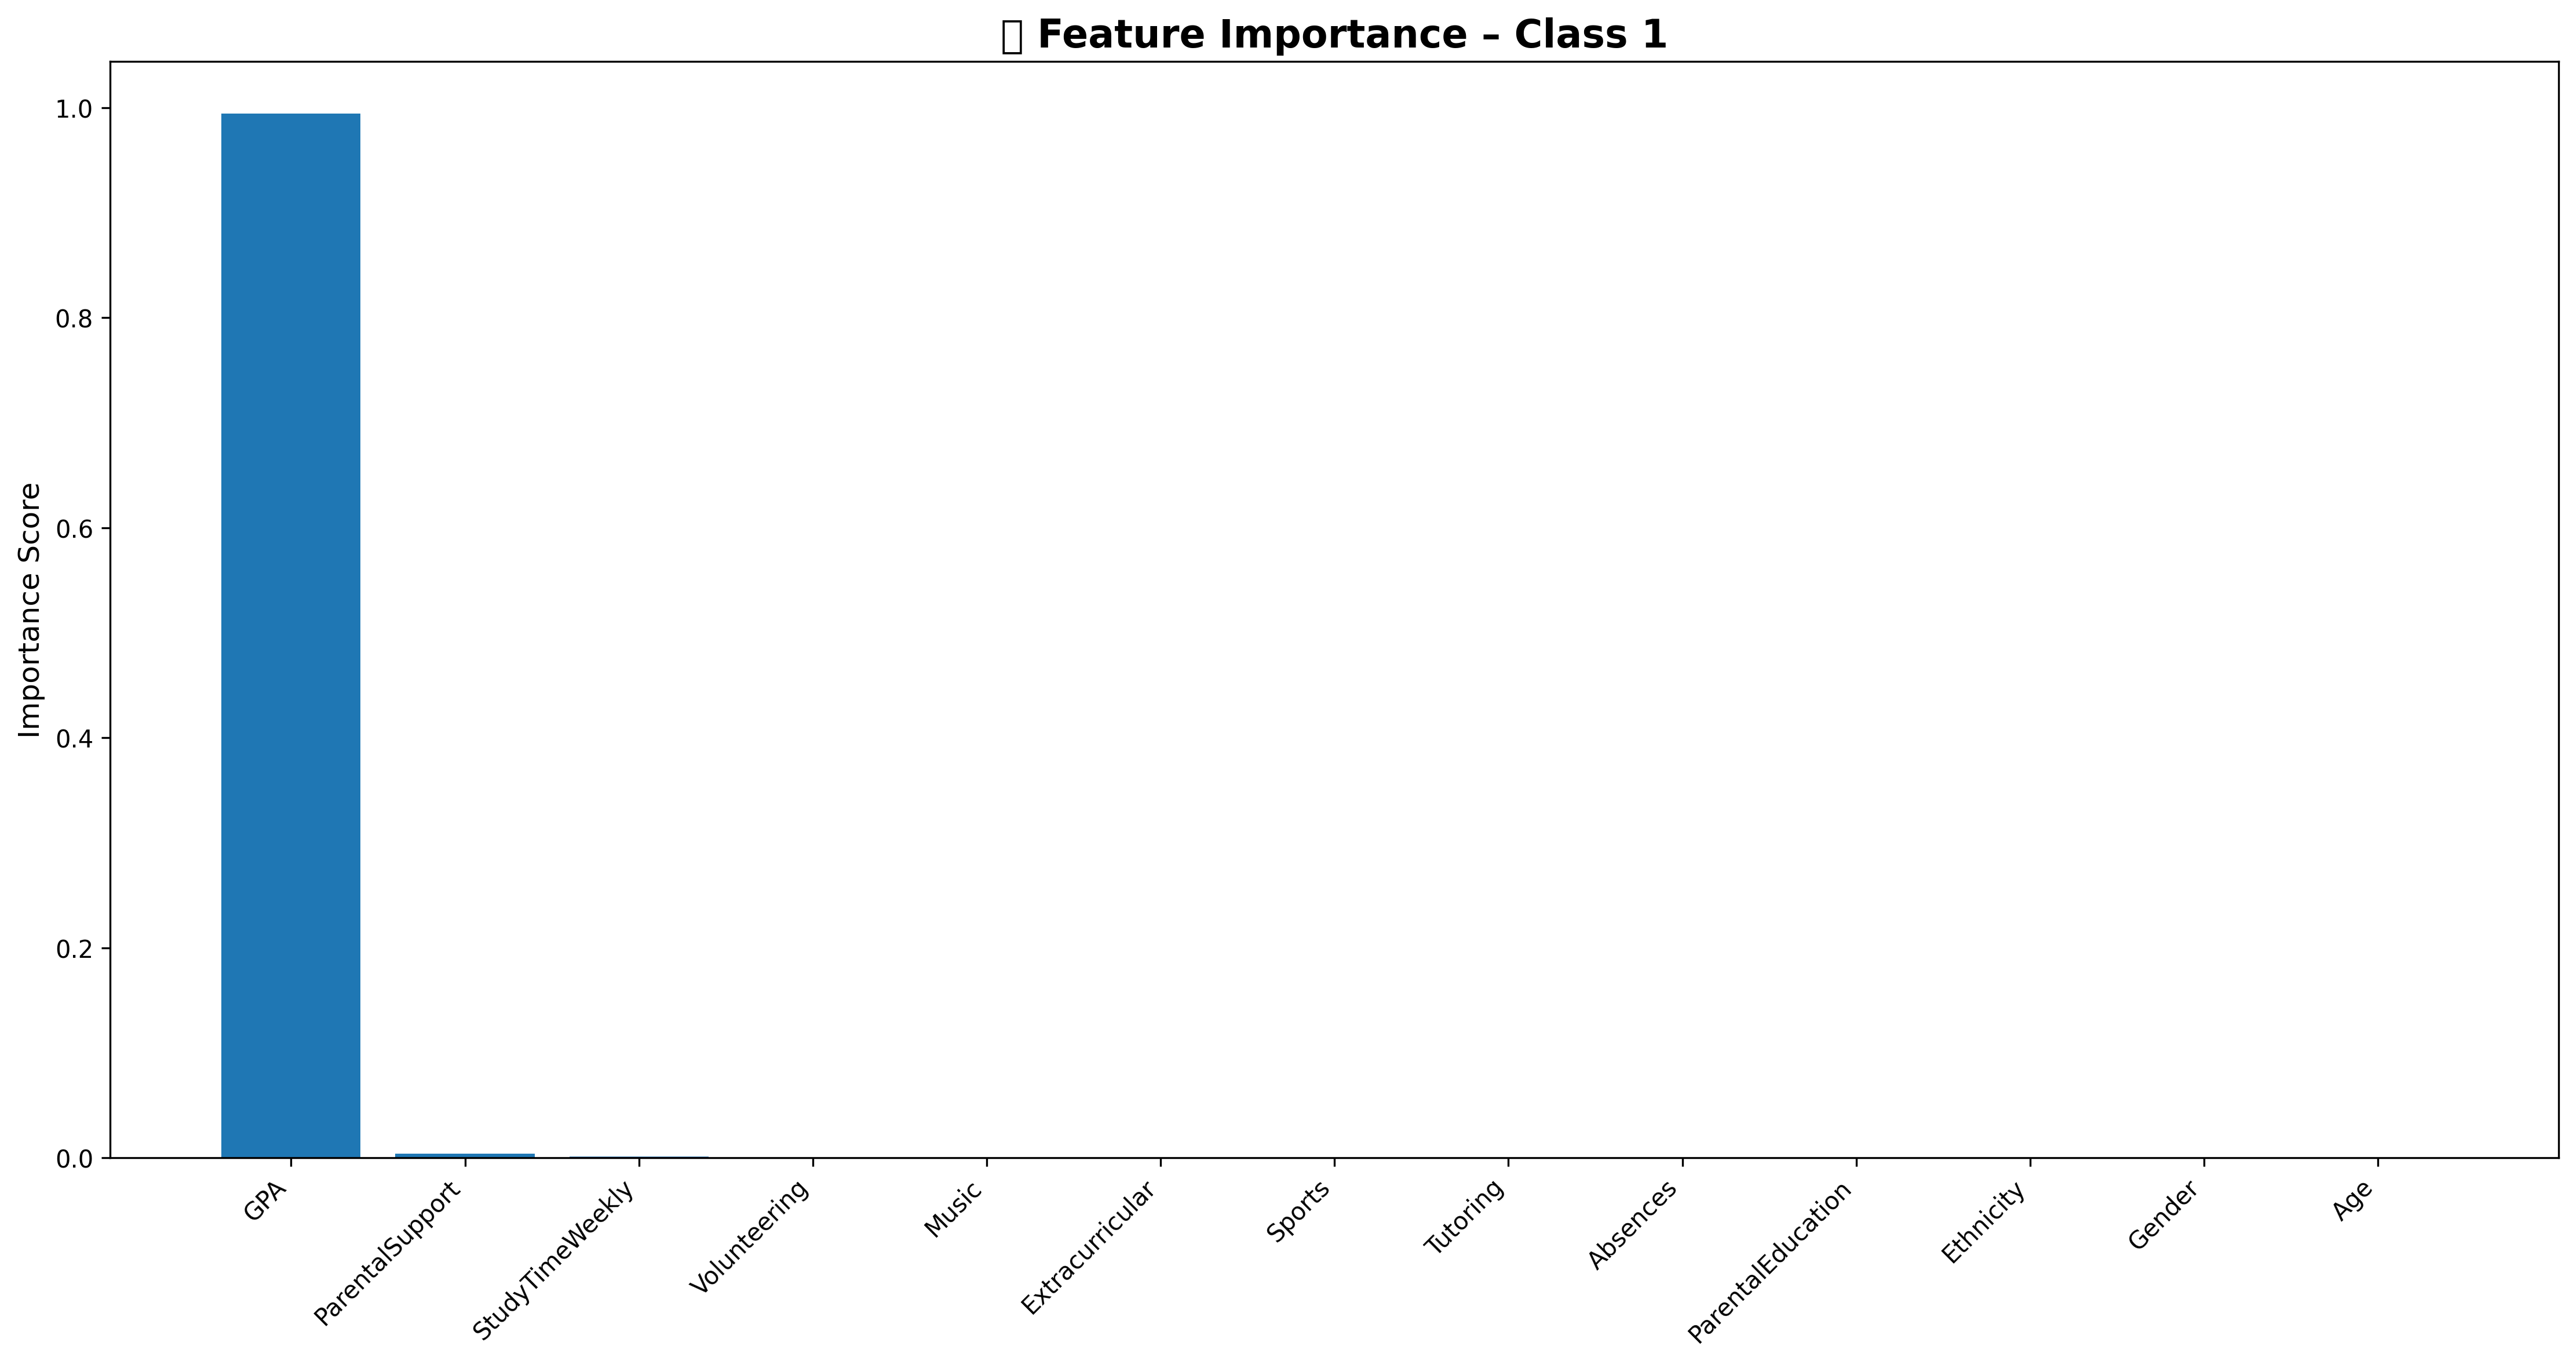 Feature Importance – Class 1
Importance Score
1.0
0.8
0.6
0.4
0.2
0.0
GPA
ParentalSupport
StudyTimeWeekly
Volunteering
Music
Extracurricular
Sports
Tutoring
Absences
ParentalEducation
Ethnicity
Gender
Age